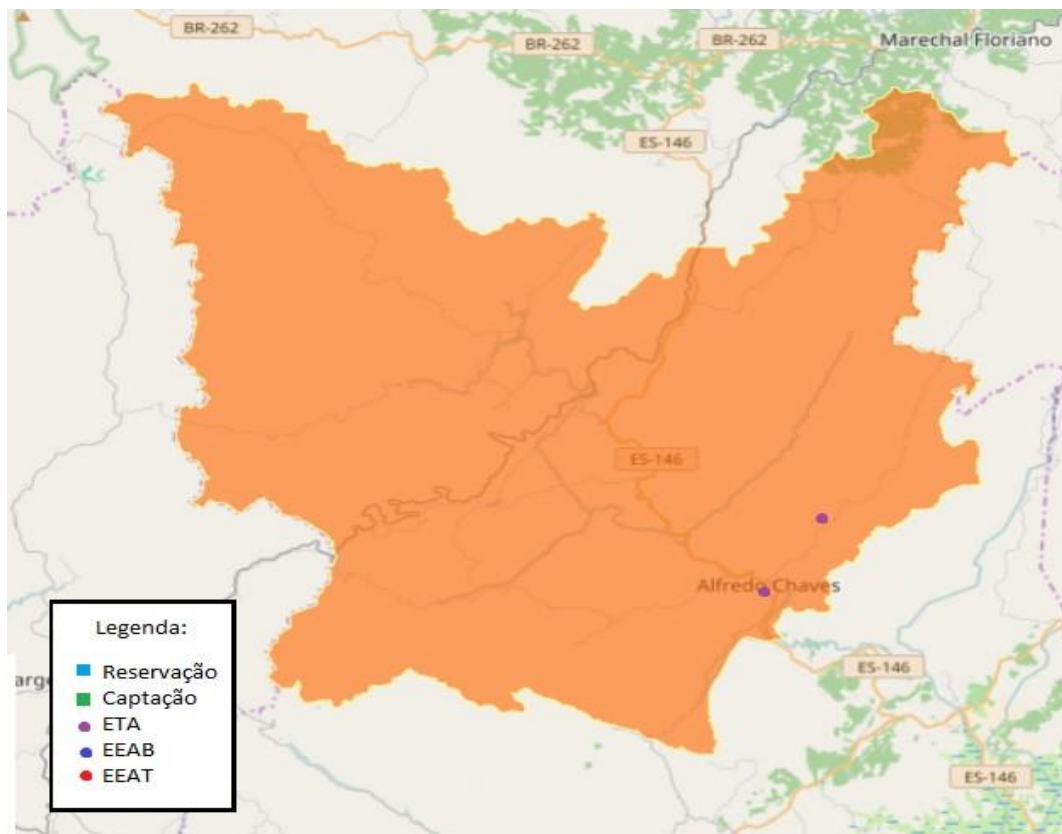 BR-262
BR-262
BR-262
Marechal Floriano
ES-146
ES-146
Alfredo Chaves
ES-146
ES-146
Legenda:
Reservação
Captação
ETA
EEAB
EEAT